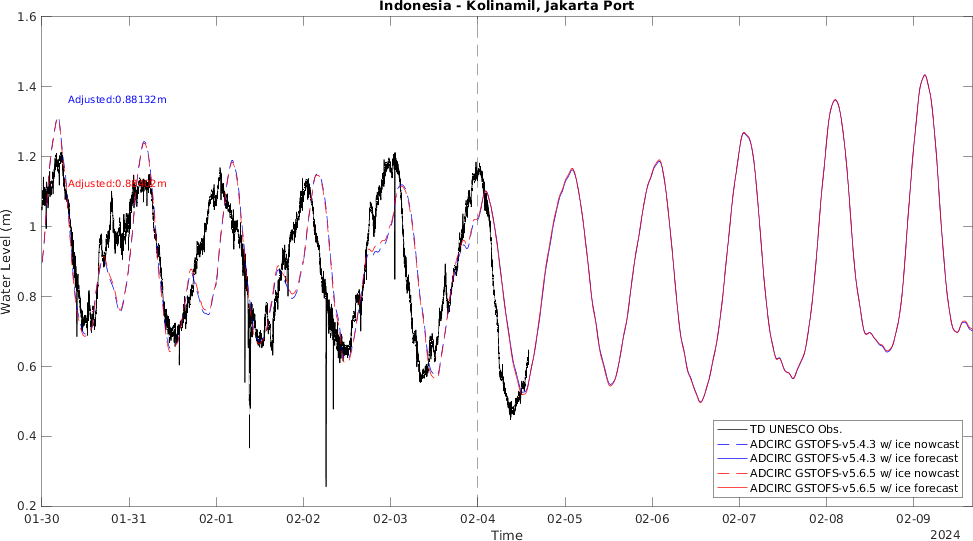 Indonesia - Kolinamil, Jakarta Port
1.6
1.4
1.2
1
0.8
0.6
0.4
0.2
Water Level (m)
Adjusted:0.88132m
TD UNESCO Obs.
ADCIRC GSTOFS-v5.4.3 w/ ice nowcast
ADCIRC GSTOFS-v5.4.3 w/ ice forecast
ADCIRC GSTOFS-v5.6.5 w/ ice nowcast
ADCIRC GSTOFS-v5.6.5 w/ ice forecast
01-30
01-31
02-01
02-02
02-03
02-04
02-05
02-06
02-07
02-08
02-09
Time
2024